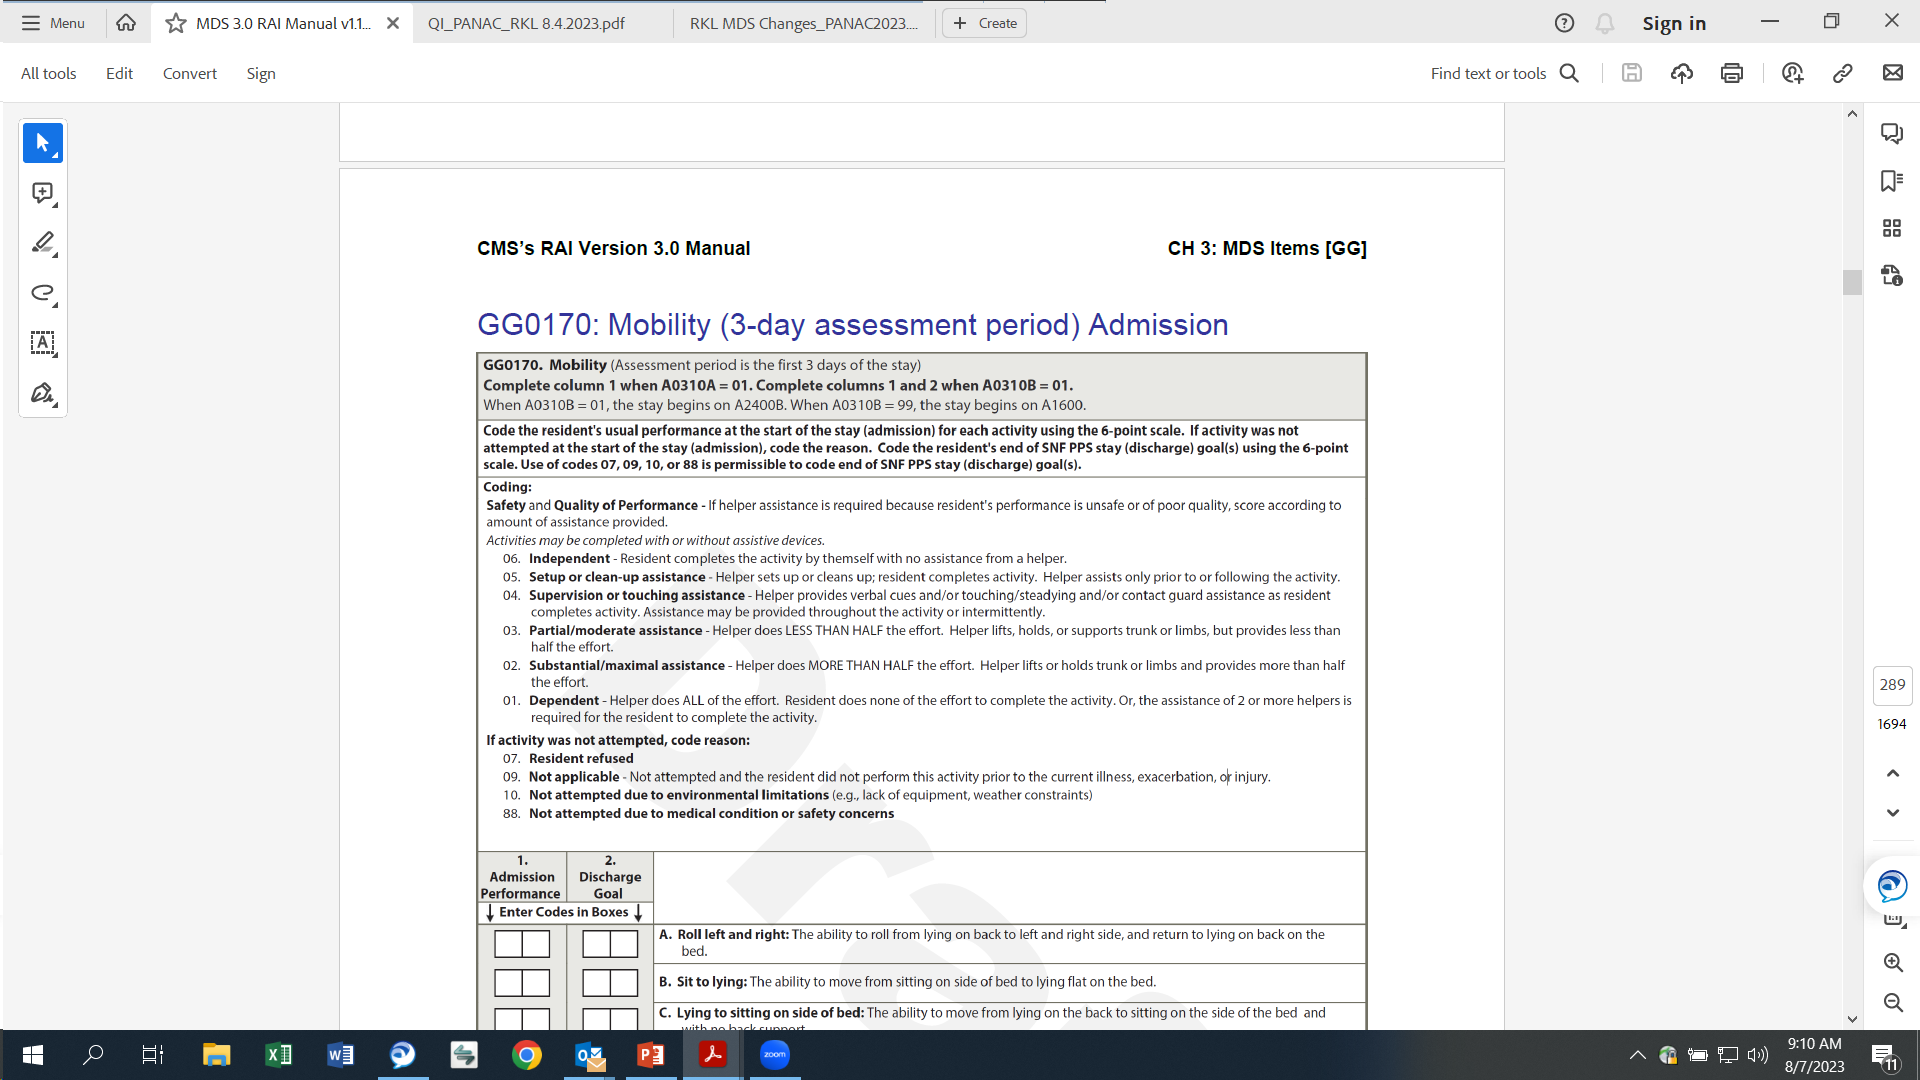 Menu
MDS 3.0 RAI Manual v1.1...
QI_PANAC_RKL 8.4.2023.pdf
RKL MDS Changes_PANAC2023....
Create
Sign in
All tools
Edit
Convert
Sign
Find text or tools
CMS’s RAI Version 3.0 Manual
CH 3: MDS Items [GG]
GG0170: Mobility (3-day assessment period) Admission
GG0170. Mobility (Assessment period is the first 3 days of the stay)
Complete column 1 when A0310A = 01. Complete columns 1 and 2 when A0310B = 01.
When A0310B = 01, the stay begins on A2400B. When A0310B = 99, the stay begins on A1600.
Code the resident's usual performance at the start of the stay (admission) for each activity using the 6-point scale. If activity was not
attempted at the start of the stay (admission), code the reason. Code the resident's end of SNF PPS stay (discharge) goal(s) using the 6-point
scale. Use of codes 07, 09, 10, or 88 is permissible to code end of SNF PPS stay (discharge) goal(s).
Coding:
Safety and Quality of Performance - If helper assistance is required because resident's performance is unsafe or of poor quality, score according to
amount of assistance provided.
Activities may be completed with or without assistive devices.
06. Independent - Resident completes the activity by themself with no assistance from a helper.
05. Setup or clean-up assistance - Helper sets up or cleans up; resident completes activity. Helper assists only prior to or following the activity.
04. Supervision or touching assistance - Helper provides verbal cues and/or touching/steadying and/or contact guard assistance as resident
completes activity. Assistance may be provided throughout the activity or intermittently.
03. Partial/moderate assistance - Helper does LESS THAN HALF the effort. Helper lifts, holds, or supports trunk or limbs, but provides less than
half the effort.
02. Substantial/maximal assistance - Helper does MORE THAN HALF the effort. Helper lifts or holds trunk or limbs and provides more than half
the effort.
01. Dependent - Helper does ALL of the effort. Resident does none of the effort to complete the activity. Or, the assistance of 2 or more helpers is
required for the resident to complete the activity.
If activity was not attempted, code reason:
07. Resident refused
09. Not applicable - Not attempted and the resident did not perform this activity prior to the current illness, exacerbation, or injury.
10. Not attempted due to environmental limitations (e.g., lack of equipment, weather constraints)
88. Not attempted due to medical condition or safety concerns
1.
Admission
Performance
2.
Discharge
Goal
Enter Codes in Boxes
A. Roll left and right: The ability to roll from lying on back to left and right side, and return to lying on back on the
bed.
B. Sit to lying: The ability to move from sitting on side of bed to lying flat on the bed.
C. Lying to sitting on side of bed: The ability to move from lying on the back to sitting on the side of the bed and
with no back support.
289
1694
zoom
9:10 AM
8/7/2023
11